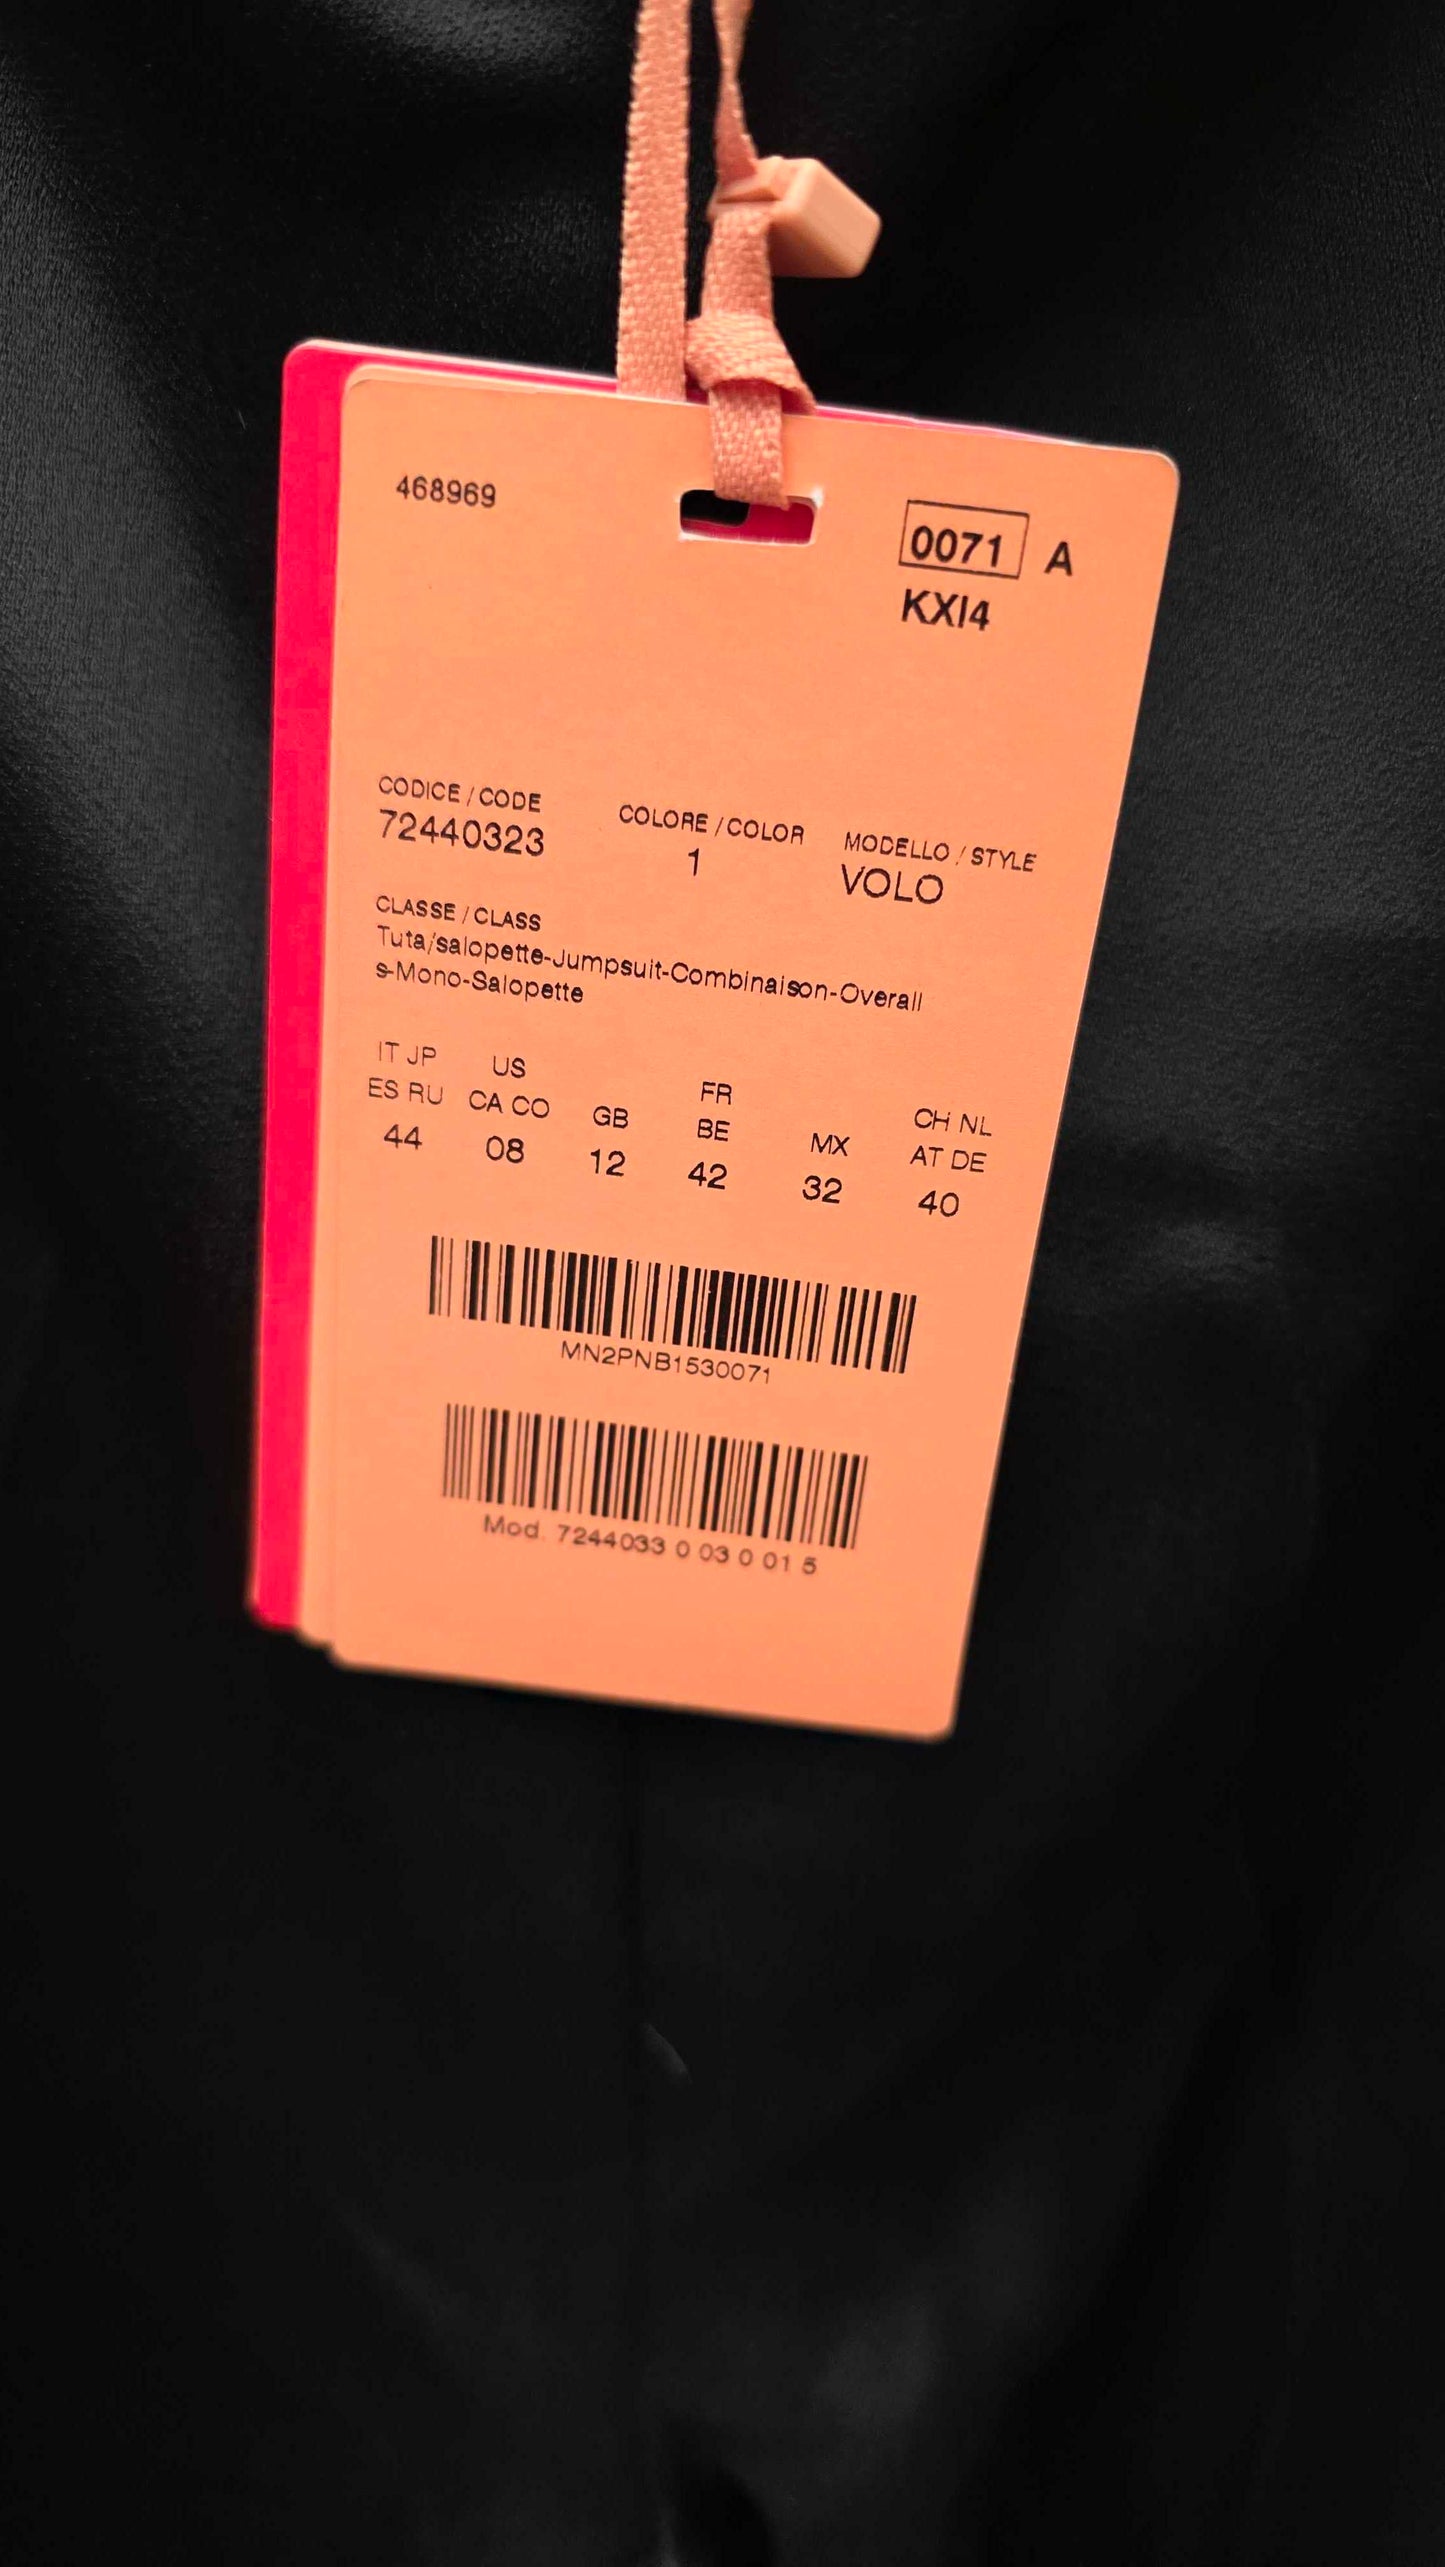 468969
0071 A
KXI4
CODICE / CODE COLORE / COLOR MODELLO / STYLE
72440323 1 VOLO
CLASSE / CLASS
Tuta/salopette-Jumpsuit-Combinaison-Overall
s-Mono-Salopette
IT JP US FR CH NL
ES RU CA CO GB BE MX AT DE
44 08 12 42 32 40
MN2PNB1530071
Mod. 7244033 0 03 0 01 5